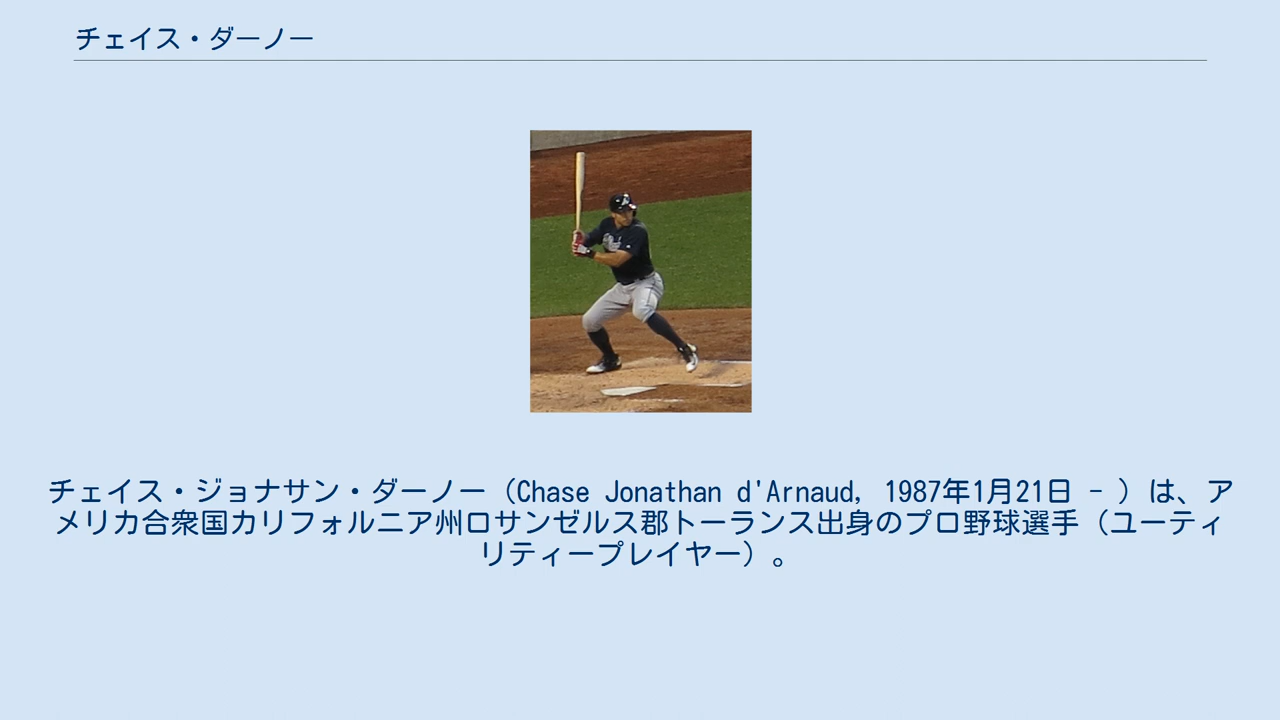 チェイス・ダーノー
チェイス・ジョナサン・ダーノー（Chase Jonathan d'Arnaud, 1987年1月21日 - ）は、ア
メリカ合衆国カリフォルニア州ロサンゼルス郡トーランス出身のプロ野球選手（ユーティ
リティープレイヤー）。